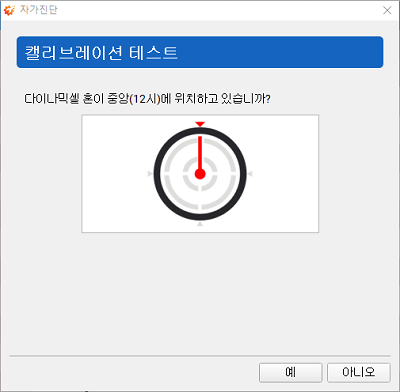 자가진단
캘리브레이션 테스트
다이나믹셀 혼이 중앙(12시)에 위치하고 있습니까?
예
아니오